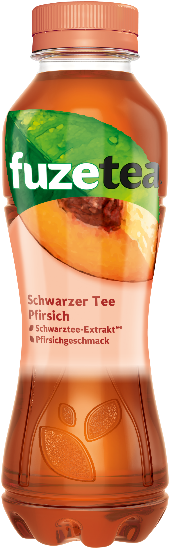 fuzetea
Schwarzer Tee
Pfirsich
Schwarztee-Extrakt**
Pfirsichgeschmack